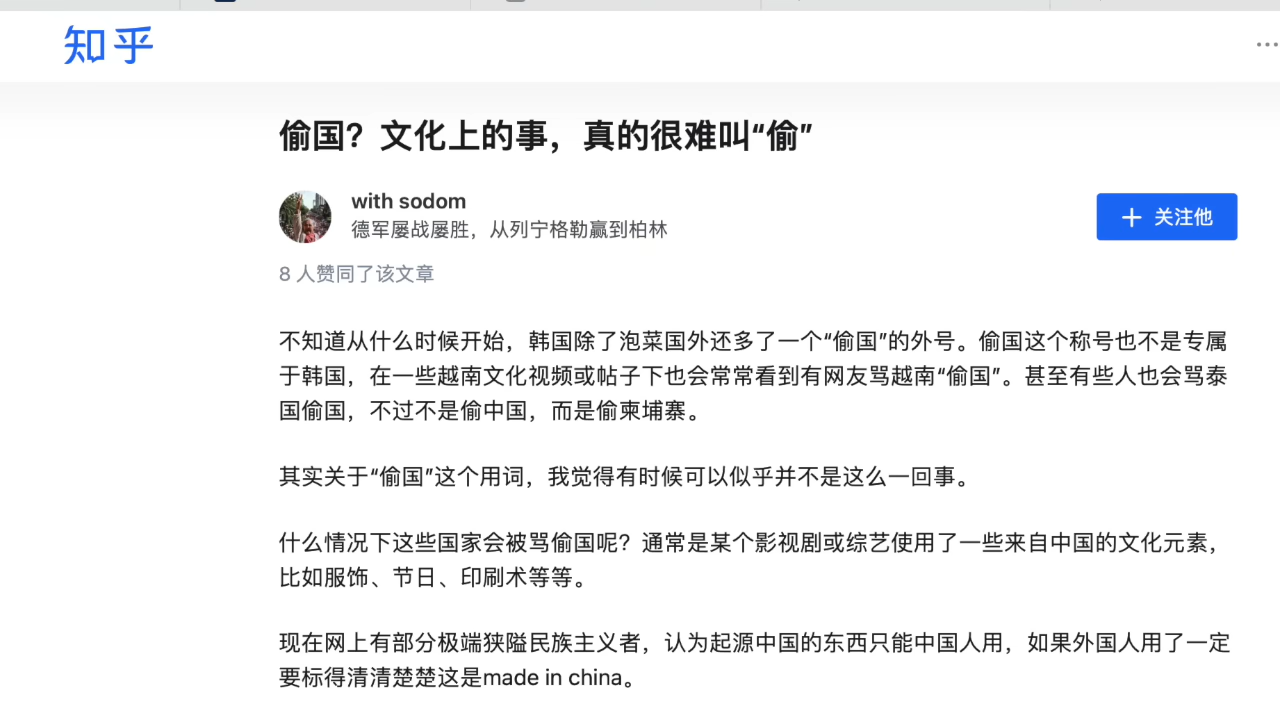 知乎
偷国？文化上的事，真的很难叫“偷”
with sodom
德军屡战屡胜，从列宁格勒赢到柏林
+ 关注他
8 人赞同了该文章
不知道从什么时候开始，韩国除了泡菜国外还多了一个“偷国”的外号。偷国这个称号也不是专属
于韩国，在一些越南文化视频或帖子下也会常常看到有网友骂越南“偷国”。甚至有些人也会骂泰
国偷国，不过不是偷中国，而是偷柬埔寨。
其实关于“偷国”这个用词，我觉得有时候可以似乎并不是这么一回事。
什么情况下这些国家会被骂偷国呢？通常是某个影视剧或综艺使用了一些来自中国的文化元素，
比如服饰、节日、印刷术等等。
现在网上有部分极端狭隘民族主义者，认为起源中国的东西只能中国人用，如果外国人用了一定
要标得清清楚楚这是made in china。